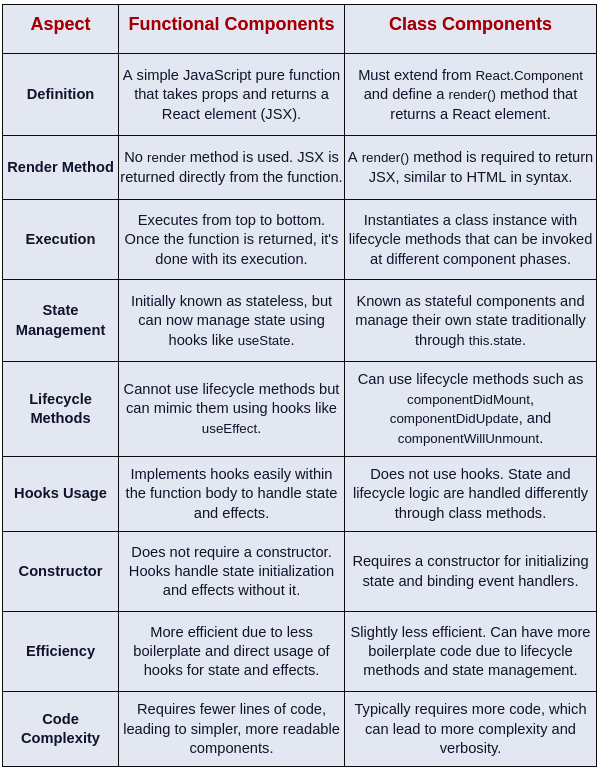 Aspect
Functional Components
Class Components
Definition
A simple JavaScript pure function
that takes props and returns a
React element (JSX).
Must extend from React.Component
and define a render() method that
returns a React element.
Render Method
No render method is used. JSX is
returned directly from the function.
A render() method is required to return
JSX, similar to HTML in syntax.
Execution
Executes from top to bottom.
Once the function is returned, it's
done with its execution.
Instantiates a class instance with
lifecycle methods that can be invoked
at different component phases.
State
Management
Initially known as stateless, but
can now manage state using
hooks like useState.
Known as stateful components and
manage their own state traditionally
through this.state.
Lifecycle
Methods
Cannot use lifecycle methods but
can mimic them using hooks like
useEffect.
Can use lifecycle methods such as
componentDidMount,
componentDidUpdate, and
componentWillUnmount.
Hooks Usage
Implements hooks easily within
the function body to handle state
and effects.
Does not use hooks. State and
lifecycle logic are handled differently
through class methods.
Constructor
Does not require a constructor.
Hooks handle state initialization
and effects without it.
Requires a constructor for initializing
state and binding event handlers.
Efficiency
More efficient due to less
boilerplate and direct usage of
hooks for state and effects.
Slightly less efficient. Can have more
boilerplate code due to lifecycle
methods and state management.
Code
Complexity
Requires fewer lines of code,
leading to simpler, more readable
components.
Typically requires more code, which
can lead to more complexity and
verbosity.